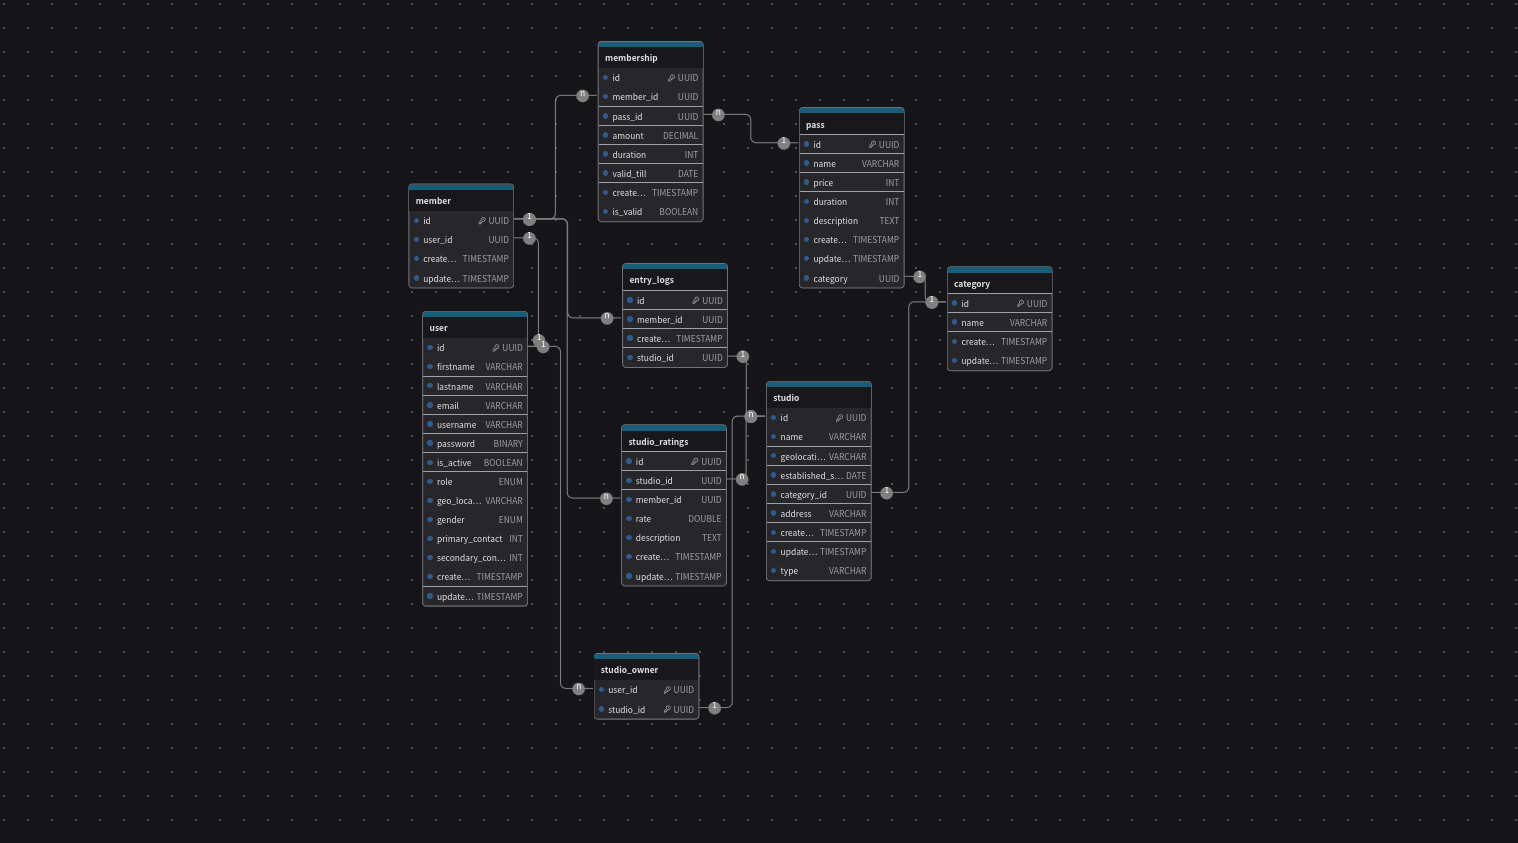 membership
id UUID
member_id UUID
pass_id UUID
amount DECIMAL
duration INT
valid_till DATE
create... TIMESTAMP
is_valid BOOLEAN
n
n
1
pass
id UUID
name VARCHAR
price INT
duration INT
description TEXT
create... TIMESTAMP
update... TIMESTAMP
category UUID
1
member
id UUID
user_id UUID
create... TIMESTAMP
update... TIMESTAMP
1
1
entry_logs
id UUID
member_id UUID
create... TIMESTAMP
studio_id UUID
n
1
category
id UUID
name VARCHAR
create... TIMESTAMP
update... TIMESTAMP
1
user
id UUID
firstname VARCHAR
lastname VARCHAR
email VARCHAR
username VARCHAR
password BINARY
is_active BOOLEAN
role ENUM
geo_loca... VARCHAR
gender ENUM
primary_contact INT
secondary_con... INT
create... TIMESTAMP
update... TIMESTAMP
1
1
studio_ratings
id UUID
studio_id UUID
member_id UUID
rate DOUBLE
description TEXT
create... TIMESTAMP
update... TIMESTAMP
n
n
n
studio
id UUID
name VARCHAR
geolocati... VARCHAR
established_s... DATE
category_id UUID
address VARCHAR
create... TIMESTAMP
update... TIMESTAMP
type VARCHAR
1
studio_owner
user_id UUID
studio_id UUID
n
1